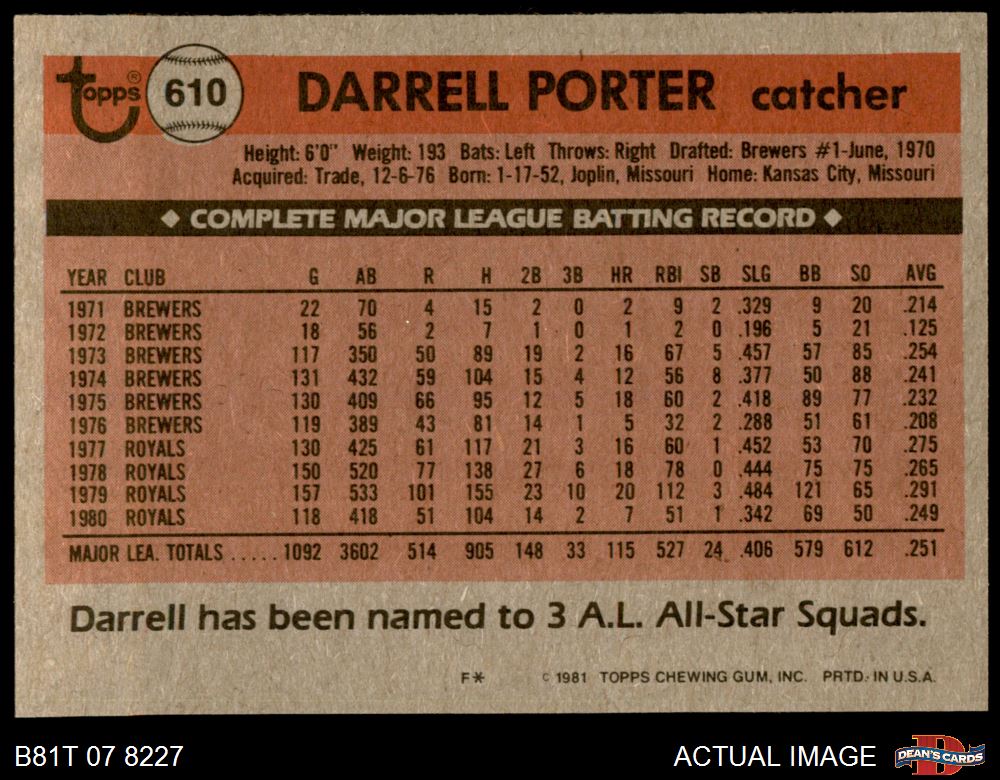 Topps® 610 DARRELL PORTER catcher
Height: 6'0" Weight: 193 Bats: Left Throws: Right Drafted: Brewers #1-June, 1970
Acquired: Trade, 12-6-76 Born: 1-17-52, Joplin, Missouri Home: Kansas City, Missouri
◆ COMPLETE MAJOR LEAGUE BATTING RECORD ◆
YEAR CLUB G AB R H 2B 3B HR RBI SB SLG BB SO AVG
1971 BREWERS 22 70 4 15 2 0 2 9 2 .329 9 20 .214
1972 BREWERS 18 56 2 7 1 0 1 2 0 .196 5 21 .125
1973 BREWERS 117 350 50 89 19 2 16 67 5 .457 57 85 .254
1974 BREWERS 131 432 59 104 15 4 12 56 8 .377 50 88 .241
1975 BREWERS 130 409 66 95 12 5 18 60 2 .418 89 77 .232
1976 BREWERS 119 389 43 81 14 1 5 32 2 .288 51 61 .208
1977 ROYALS 130 425 61 117 21 3 16 60 1 .452 53 70 .275
1978 ROYALS 150 520 77 138 27 6 18 78 0 .444 75 75 .265
1979 ROYALS 157 533 101 155 23 10 20 112 3 .484 121 65 .291
1980 ROYALS 118 418 51 104 14 2 7 51 1 .342 69 50 .249
MAJOR LEA. TOTALS ..... 1092 3602 514 905 148 33 115 527 24 .406 579 612 .251
Darrell has been named to 3 A.L. All-Star Squads.
F* © 1981 TOPPS CHEWING GUM, INC. PRTD. IN U.S.A.
B81T 07 8227 ACTUAL IMAGE DEAN'S CARDS